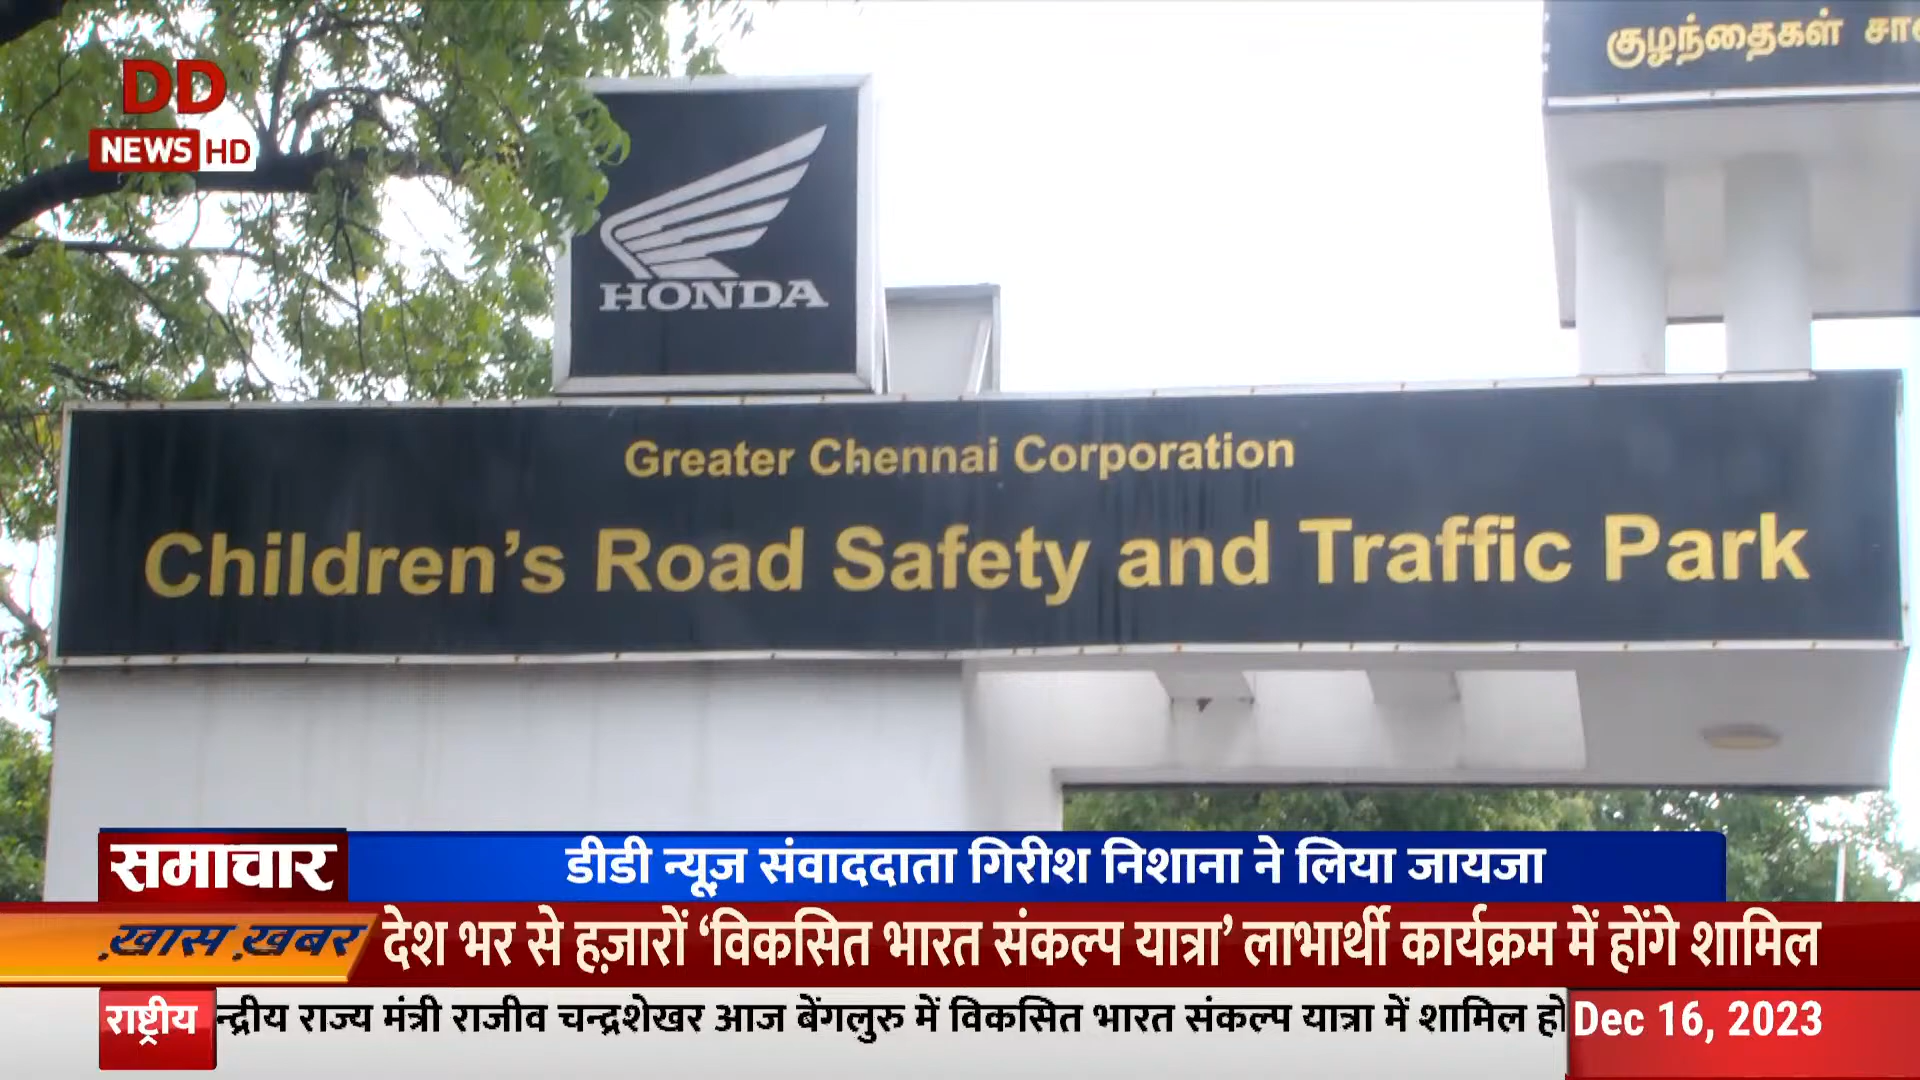 DD
NEWS HD
குழந்தைகள்
HONDA
Greater Chennai Corporation
Children's Road Safety and Traffic Park
समाचार
डीडी न्यूज़ संवाददाता गिरीश निशाना ने लिया जायजा
ख़ास ख़बर
देश भर से हज़ारों ‘विकसित भारत संकल्प यात्रा’ लाभार्थी कार्यक्रम में होंगे शामिल
राष्ट्रीय
न्द्रीय राज्य मंत्री राजीव चन्द्रशेखर आज बेंगलुरु में विकसित भारत संकल्प यात्रा में शामिल हो
Dec 16, 2023